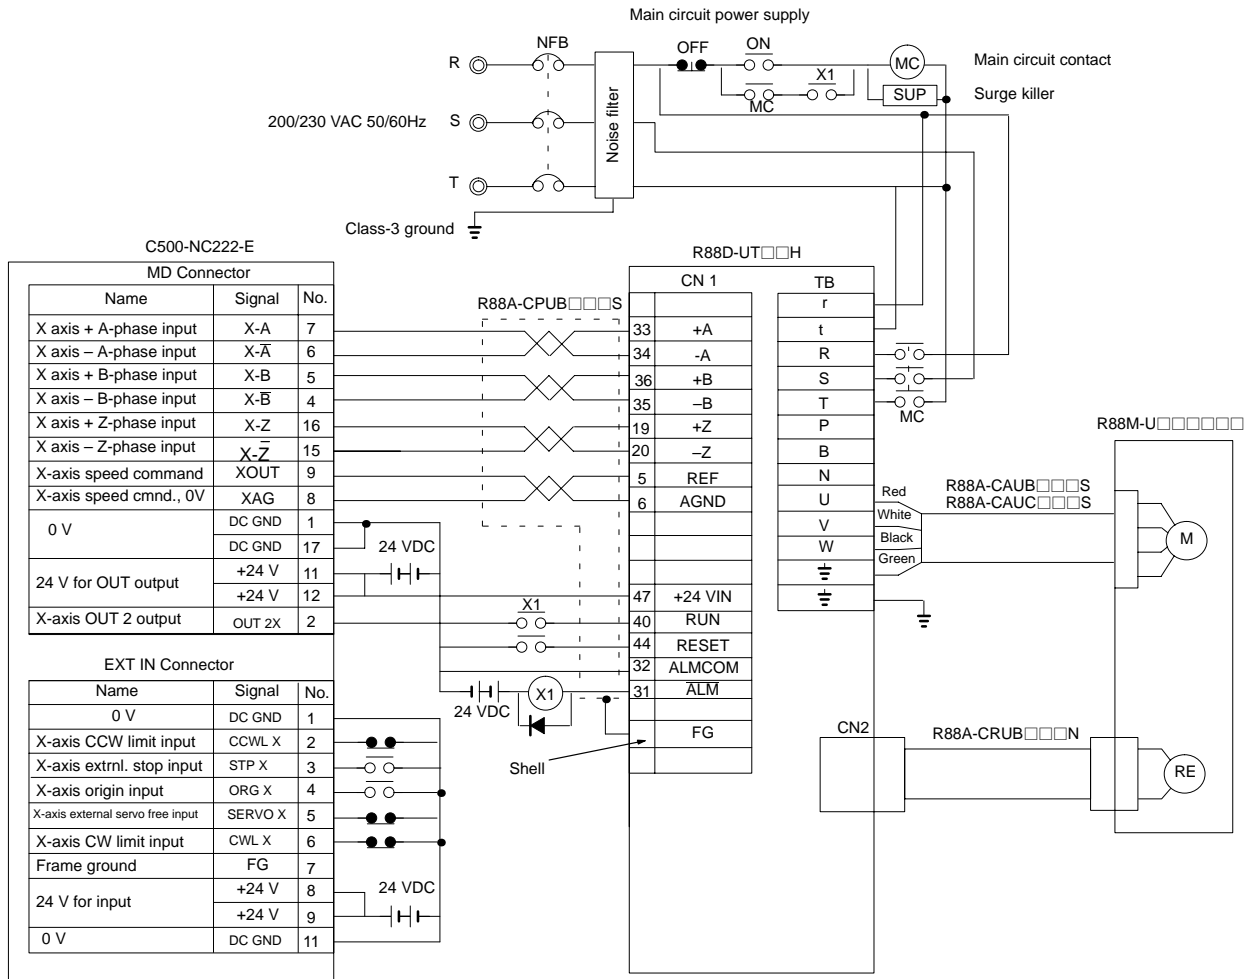 Main circuit power supply
NFB
OFF
ON
R
MC
Main circuit contact
X1
SUP
Surge killer
MC
200/230 VAC 50/60Hz
S
Noise filter
T
Class-3 ground
C500-NC222-E
R88D-UT□□H
MD Connector
Name Signal No.
X axis + A-phase input X-A 7
X axis – A-phase input X-A̅ 6
X axis + B-phase input X-B 5
X axis – B-phase input X-B̅ 4
X axis + Z-phase input X-Z 16
X axis – Z-phase input X-Z̅ 15
X-axis speed command XOUT 9
X-axis speed cmnd., 0V XAG 8
0 V DC GND 1
DC GND 17
24 V for OUT output +24 V 11
+24 V 12
X-axis OUT 2 output OUT 2X 2
EXT IN Connector
Name Signal No.
0 V DC GND 1
X-axis CCW limit input CCWL X 2
X-axis extrnl. stop input STP X 3
X-axis origin input ORG X 4
X-axis external servo free input SERVO X 5
X-axis CW limit input CWL X 6
Frame ground FG 7
24 V for input +24 V 8
+24 V 9
0 V DC GND 11
24 VDC
R88A-CPUB□□□S
24 VDC
X1
X1
24 VDC
Shell
CN 1
33 +A
34 -A
36 +B
35 –B
19 +Z
20 –Z
5 REF
6 AGND
47 +24 VIN
40 RUN
44 RESET
32 ALMCOM
31 A̅L̅M̅
FG
TB
r
t
R
S
T
P
B
N
U
V
W
MC
Red
White
Black
Green
R88A-CAUB□□□S
R88A-CAUC□□□S
R88M-U□□□□□□
M
CN2
R88A-CRUB□□□N
RE